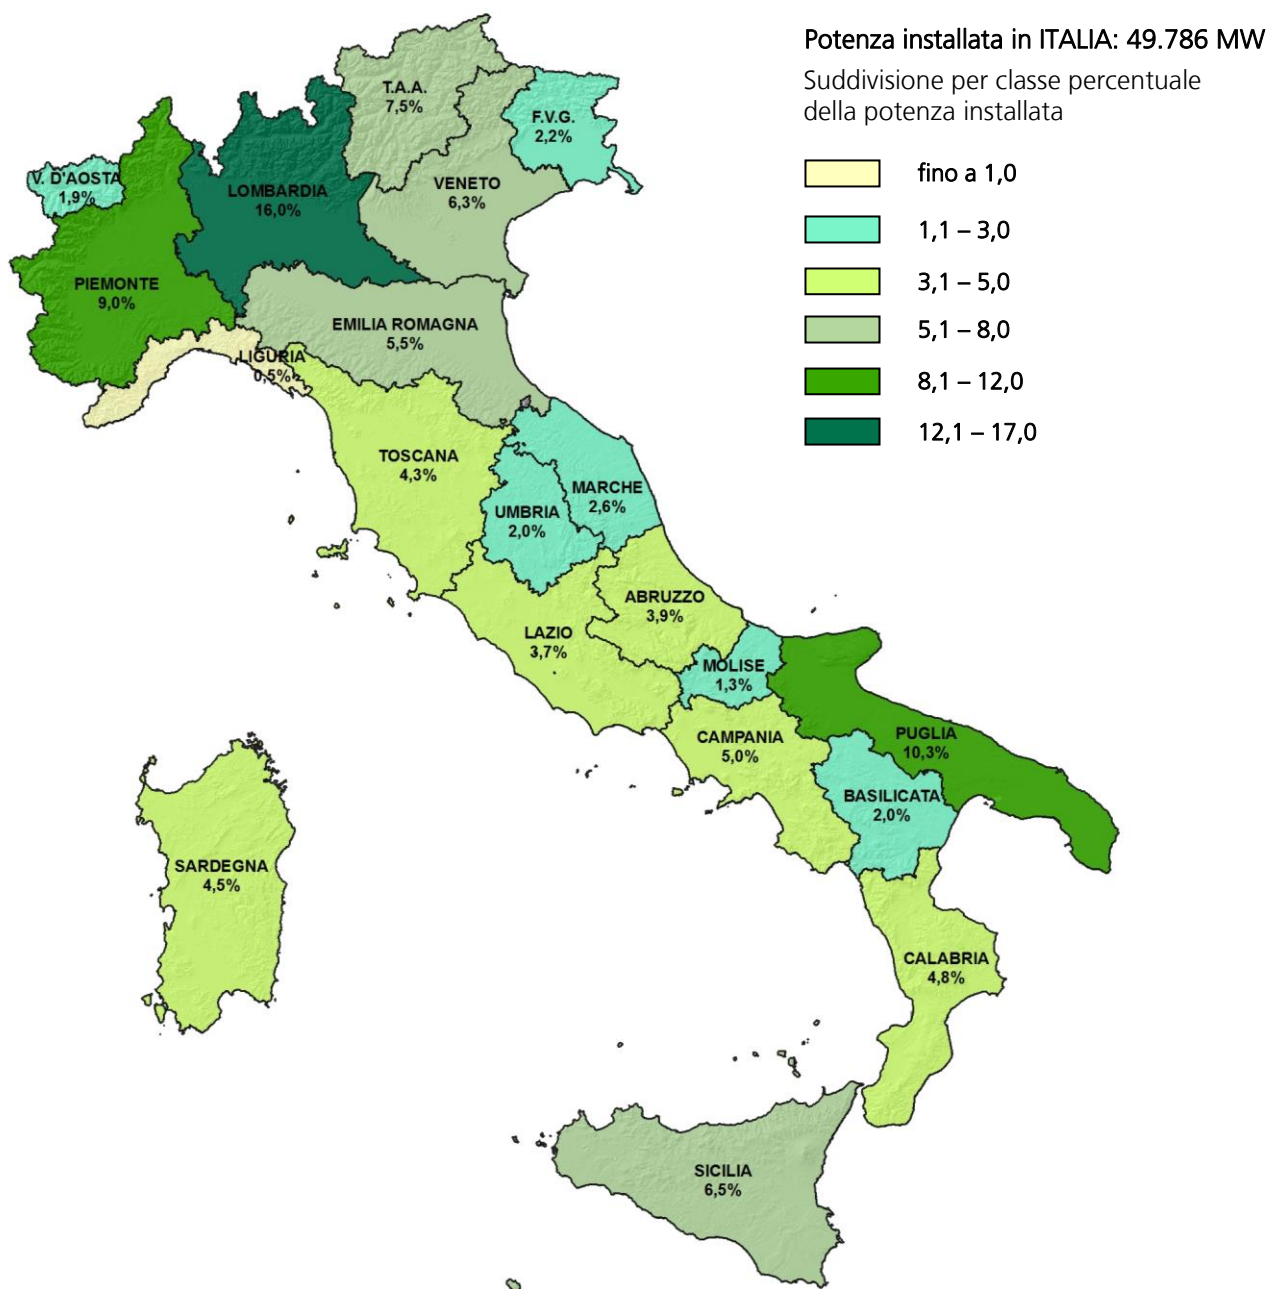 Potenza installata in ITALIA: 49.786 MW
Suddivisione per classe percentuale
della potenza installata
fino a 1,0
1,1 – 3,0
3,1 – 5,0
5,1 – 8,0
8,1 – 12,0
12,1 – 17,0
T.A.A.
7,5%
F.V.G.
2,2%
V. D'AOSTA
1,9%
LOMBARDIA
16,0%
VENETO
6,3%
PIEMONTE
9,0%
EMILIA ROMAGNA
5,5%
LIGURIA
0,5%
TOSCANA
4,3%
MARCHE
2,6%
UMBRIA
2,0%
ABRUZZO
3,9%
LAZIO
3,7%
MOLISE
1,3%
CAMPANIA
5,0%
PUGLIA
10,3%
BASILICATA
2,0%
SARDEGNA
4,5%
CALABRIA
4,8%
SICILIA
6,5%